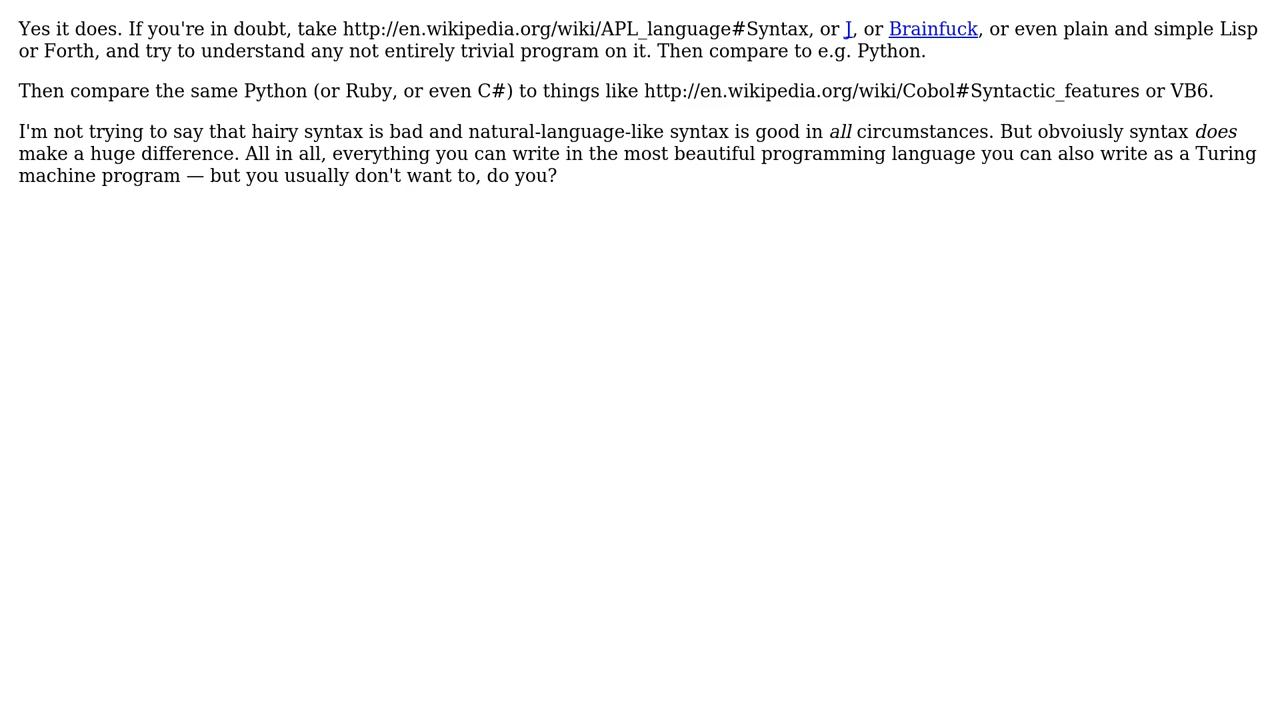 Yes it does. If you're in doubt, take http://en.wikipedia.org/wiki/APL_language#Syntax, or J, or Brainfuck, or even plain and simple Lisp
or Forth, and try to understand any not entirely trivial program on it. Then compare to e.g. Python.
Then compare the same Python (or Ruby, or even C#) to things like http://en.wikipedia.org/wiki/Cobol#Syntactic_features or VB6.
I'm not trying to say that hairy syntax is bad and natural-language-like syntax is good in all circumstances. But obvoiusly syntax does
make a huge difference. All in all, everything you can write in the most beautiful programming language you can also write as a Turing
machine program — but you usually don't want to, do you?